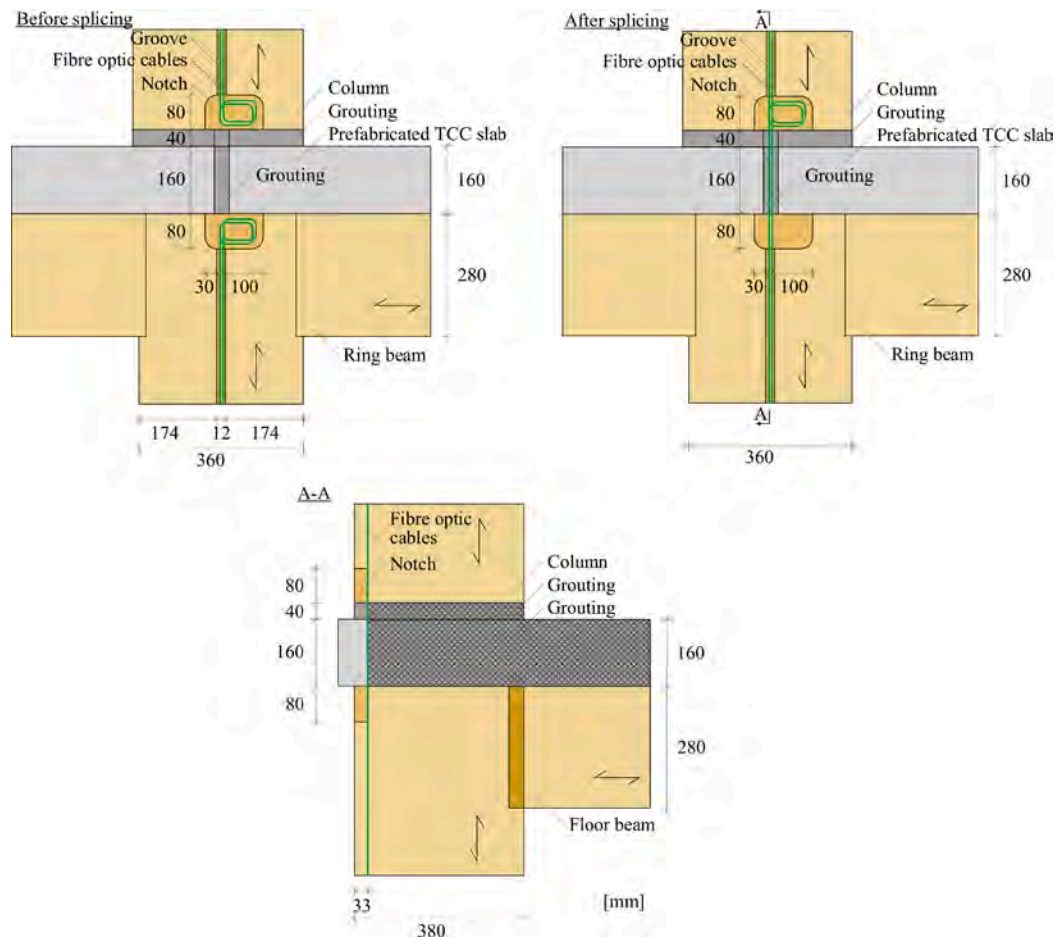 Before splicing
Groove
Fibre optic cables
Notch
80
40
160
80
Column
Grouting
Prefabricated TCC slab
Grouting
160
30
100
280
Ring beam
174
12
174
360
After splicing
A
Groove
Fibre optic cables
Notch
80
40
160
80
Column
Grouting
Prefabricated TCC slab
Grouting
160
30
100
280
Ring beam
A
360
A-A
Fibre optic
cables
Notch
80
40
160
80
Column
Grouting
Grouting
160
280
Floor beam
33
380
[mm]